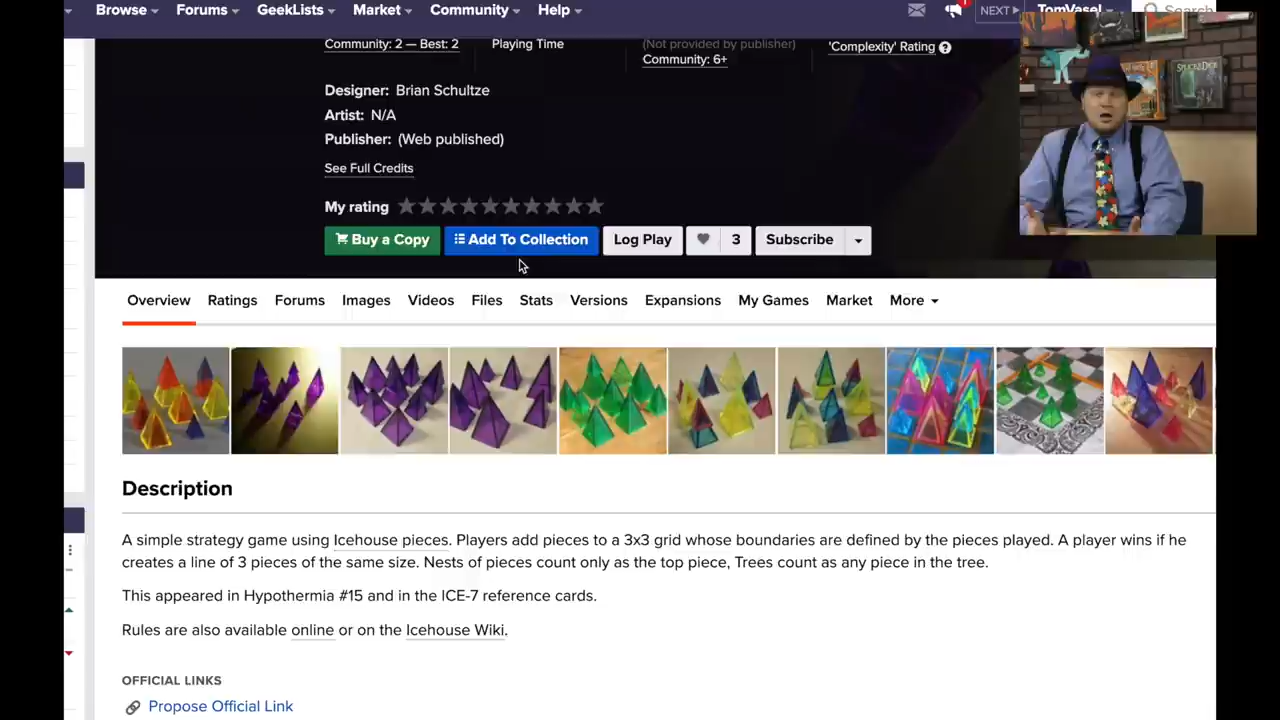 Browse Forums GeekLists Market Community Help NEXT TomVasel Search
Community: 2 — Best: 2
Playing Time
(Not provided by publisher)
Community: 6+
'Complexity' Rating
Designer: Brian Schultze
Artist: N/A
Publisher: (Web published)
See Full Credits
My rating
Buy a Copy Add To Collection Log Play 3 Subscribe
Overview Ratings Forums Images Videos Files Stats Versions Expansions My Games Market More
Description
A simple strategy game using Icehouse pieces. Players add pieces to a 3x3 grid whose boundaries are defined by the pieces played. A player wins if he
creates a line of 3 pieces of the same size. Nests of pieces count only as the top piece, Trees count as any piece in the tree.
This appeared in Hypothermia #15 and in the ICE-7 reference cards.
Rules are also available online or on the Icehouse Wiki.
OFFICIAL LINKS
Propose Official Link